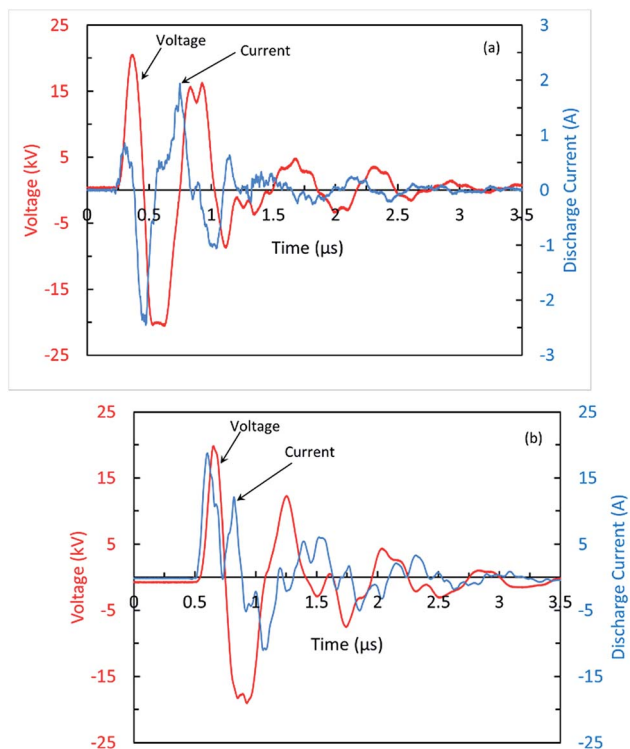 25 3
Voltage (a)
Current
15 2
5 1
0
0 0.5 1 1.5 2 2.5 3 3.5
-5 -1
Time (µs)
-15 -2
-25 -3
Voltage (kV)
Discharge Current (A)
25 25
Voltage (b)
Current
15 15
5 5
0 0.5 1 1.5 2 2.5 3 3.5
-5 -5
Time (µs)
-15 -15
-25 -25
Voltage (kV)
Discharge Current (A)